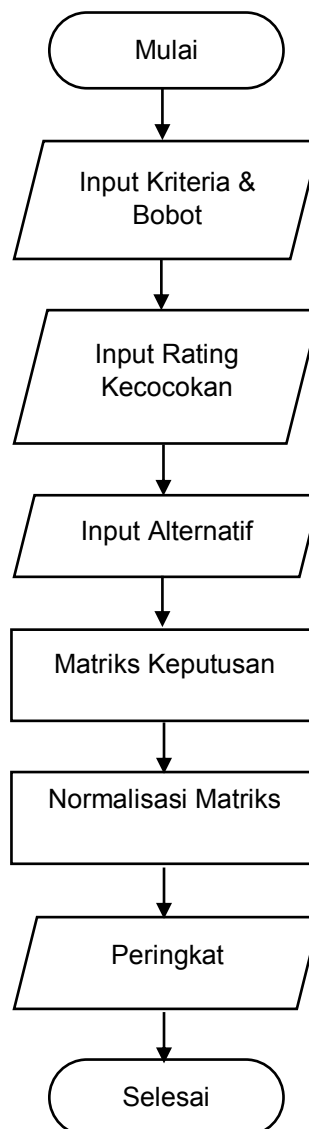 Mulai
Input Kriteria &
Bobot
Input Rating
Kecocokan
Input Alternatif
Matriks Keputusan
Normalisasi Matriks
Peringkat
Selesai